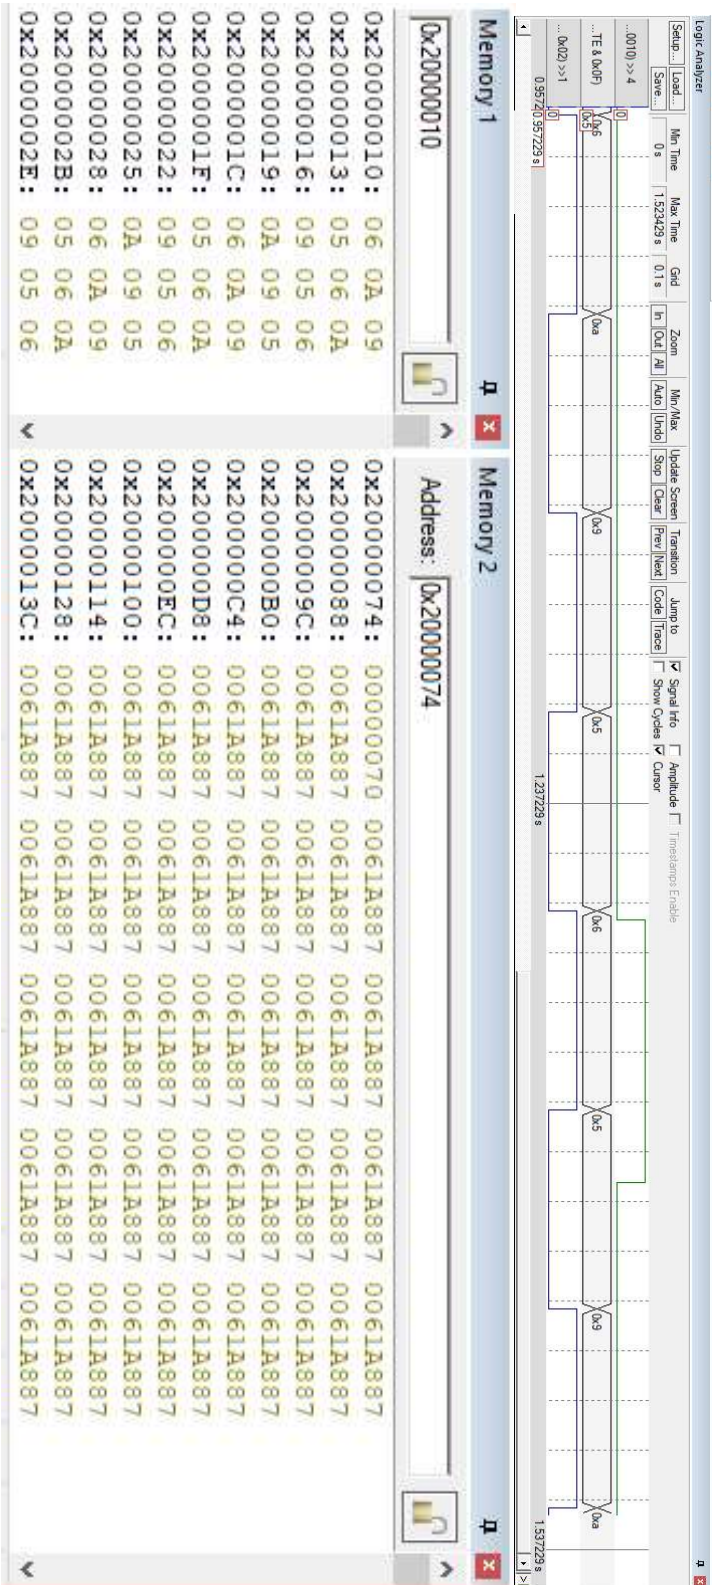 Logic Analyzer
Setup... Load... Save...
Min Time Max Time Grid Zoom Min/Max Update Screen Transition Jump to
0 s 1.523429 s 0.1 s In Out All Auto Undo Stop Clear Prev Next Code Trace
Signal Info Amplitude Timestamps Enable
Show Cycles Cursor
...0010) >> 4 0
...TE & 0x0F) 0x5 0x6 0xa 0x9 0x5 0x6 0x5 0x9 0xa
... 0x02) >>1 0
0.9572 0.957229 s 1.237229 s 1.537229 s
Memory 1
0x20000010
0x20000010: 06 0A 09
0x20000013: 05 06 0A
0x20000016: 09 05 06
0x20000019: 0A 09 05
0x2000001C: 06 0A 09
0x2000001F: 05 06 0A
0x20000022: 09 05 06
0x20000025: 0A 09 05
0x20000028: 06 0A 09
0x2000002B: 05 06 0A
0x2000002E: 09 05 06
Memory 2
Address: 0x20000074
0x20000074: 00000070 0061A887 0061A887 0061A887 0061A887
0x20000088: 0061A887 0061A887 0061A887 0061A887 0061A887
0x2000009C: 0061A887 0061A887 0061A887 0061A887 0061A887
0x200000B0: 0061A887 0061A887 0061A887 0061A887 0061A887
0x200000C4: 0061A887 0061A887 0061A887 0061A887 0061A887
0x200000D8: 0061A887 0061A887 0061A887 0061A887 0061A887
0x200000EC: 0061A887 0061A887 0061A887 0061A887 0061A887
0x20000100: 0061A887 0061A887 0061A887 0061A887 0061A887
0x20000114: 0061A887 0061A887 0061A887 0061A887 0061A887
0x20000128: 0061A887 0061A887 0061A887 0061A887 0061A887
0x2000013C: 0061A887 0061A887 0061A887 0061A887 0061A887